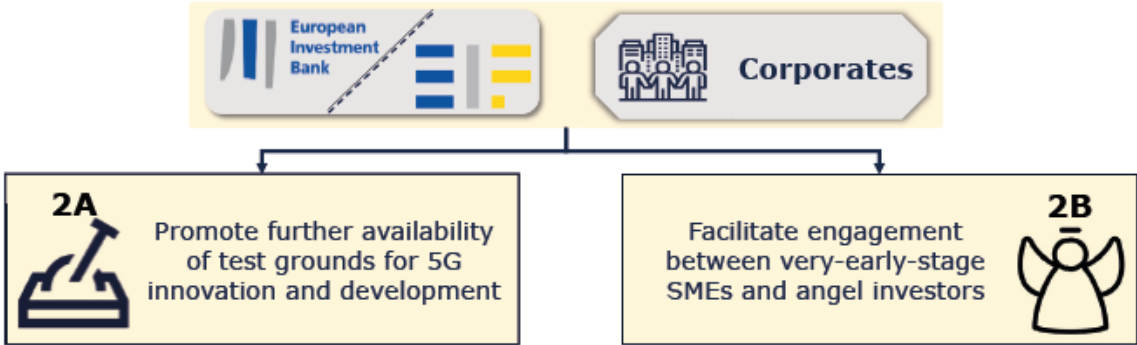 European
Investment
Bank
Corporates
2A
Promote further availability
of test grounds for 5G
innovation and development
2B
Facilitate engagement
between very-early-stage
SMEs and angel investors